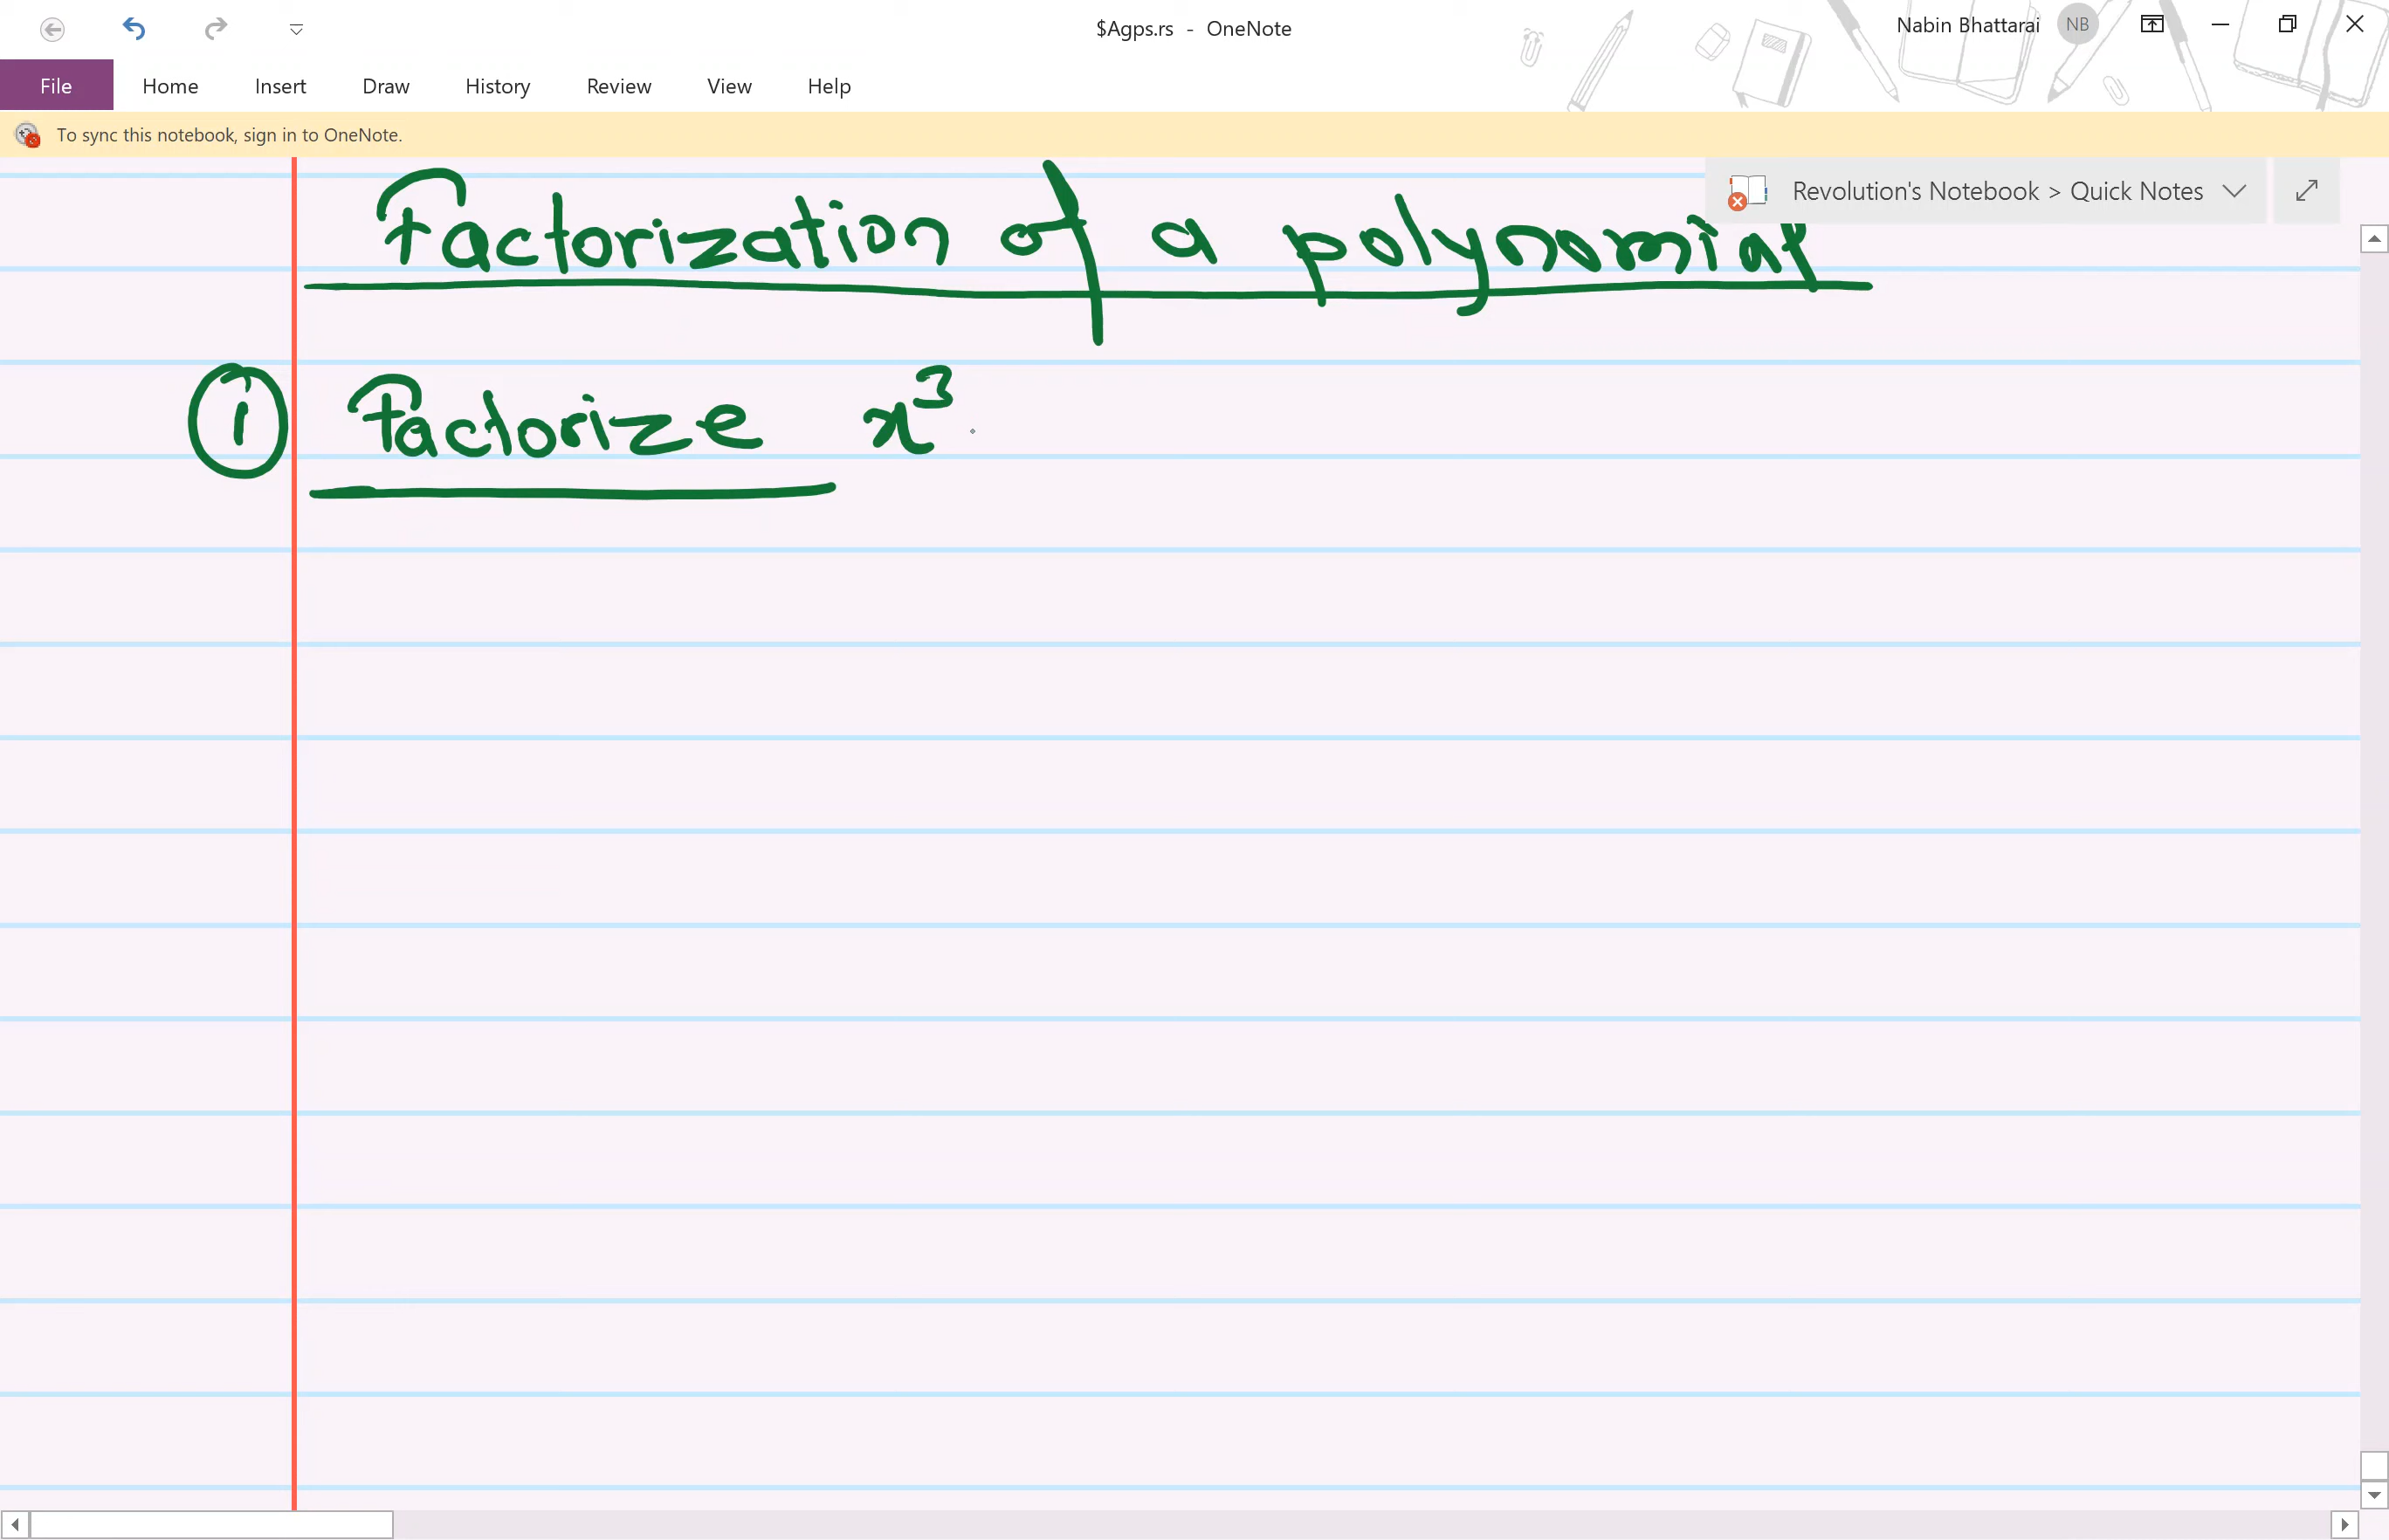 $Agps.rs - OneNote
Nabin Bhattarai NB
File Home Insert Draw History Review View Help
To sync this notebook, sign in to OneNote.
Revolution's Notebook > Quick Notes
Factorization of a polynomial
(i) Factorize x³